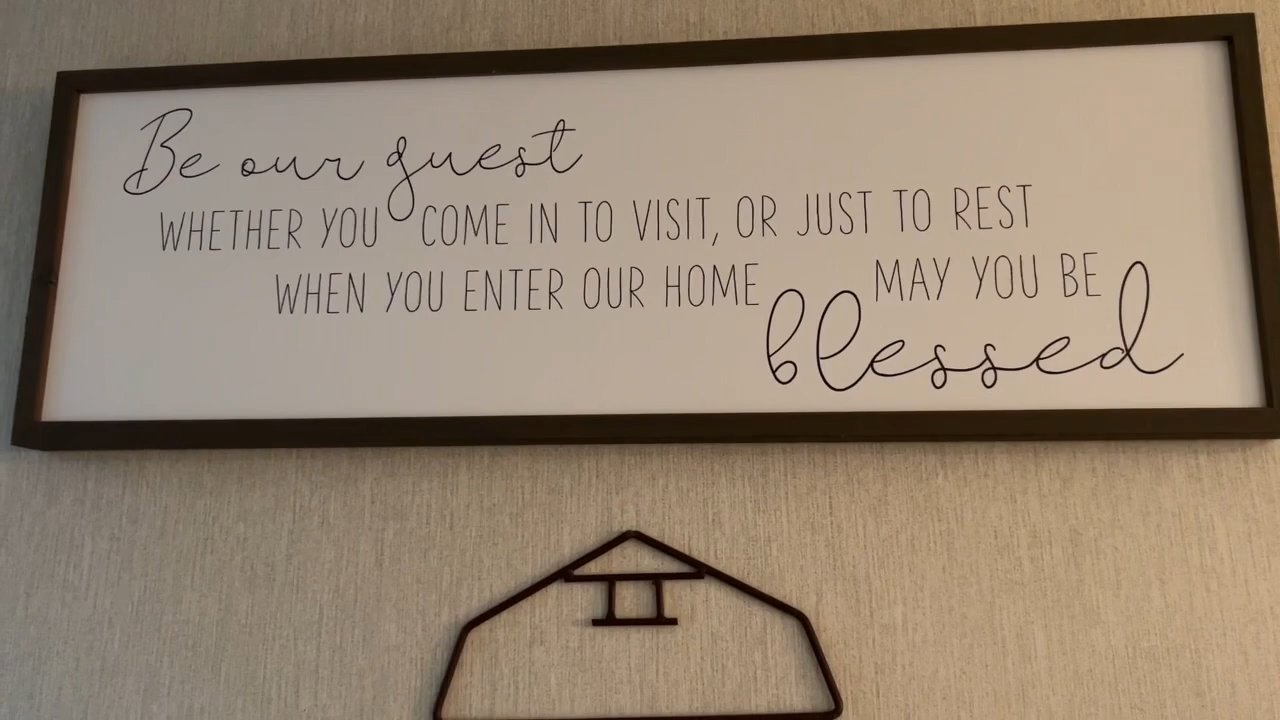 Be our guest
WHETHER YOU COME IN TO VISIT, OR JUST TO REST
WHEN YOU ENTER OUR HOME MAY YOU BE
blessed